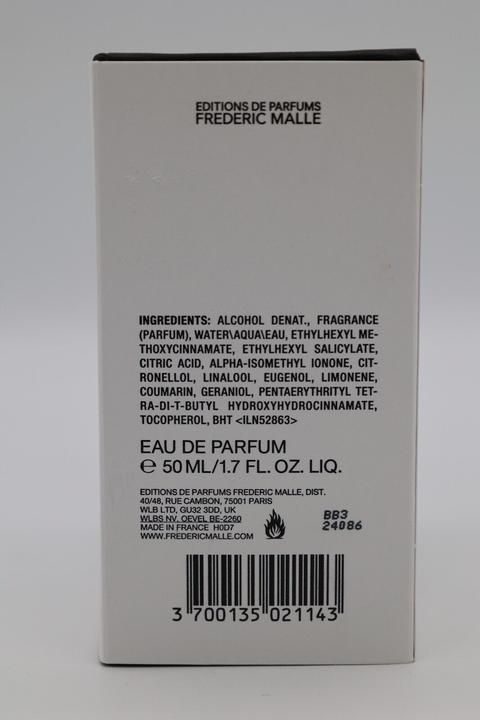 EDITIONS DE PARFUMS
FREDERIC MALLE
INGREDIENTS: ALCOHOL DENAT., FRAGRANCE
(PARFUM), WATER\AQUA\EAU, ETHYLHEXYL ME-
THOXYCINNAMATE, ETHYLHEXYL SALICYLATE,
CITRIC ACID, ALPHA-ISOMETHYL IONONE, CIT-
RONELLOL, LINALOOL, EUGENOL, LIMONENE,
COUMARIN, GERANIOL, PENTAERYTHRITYL TET-
RA-DI-T-BUTYL HYDROXYHYDROCINNAMATE,
TOCOPHEROL, BHT <ILN52863>
EAU DE PARFUM
℮ 50 ML/1.7 FL. OZ. LIQ.
EDITIONS DE PARFUMS FREDERIC MALLE, DIST.
40/48, RUE CAMBON, 75001 PARIS
WLB LTD, GU32 3DD, UK
WLBS NV. OEVEL BE-2260
MADE IN FRANCE H0D7
WWW.FREDERICMALLE.COM
BB3
24086
3 700135 021143